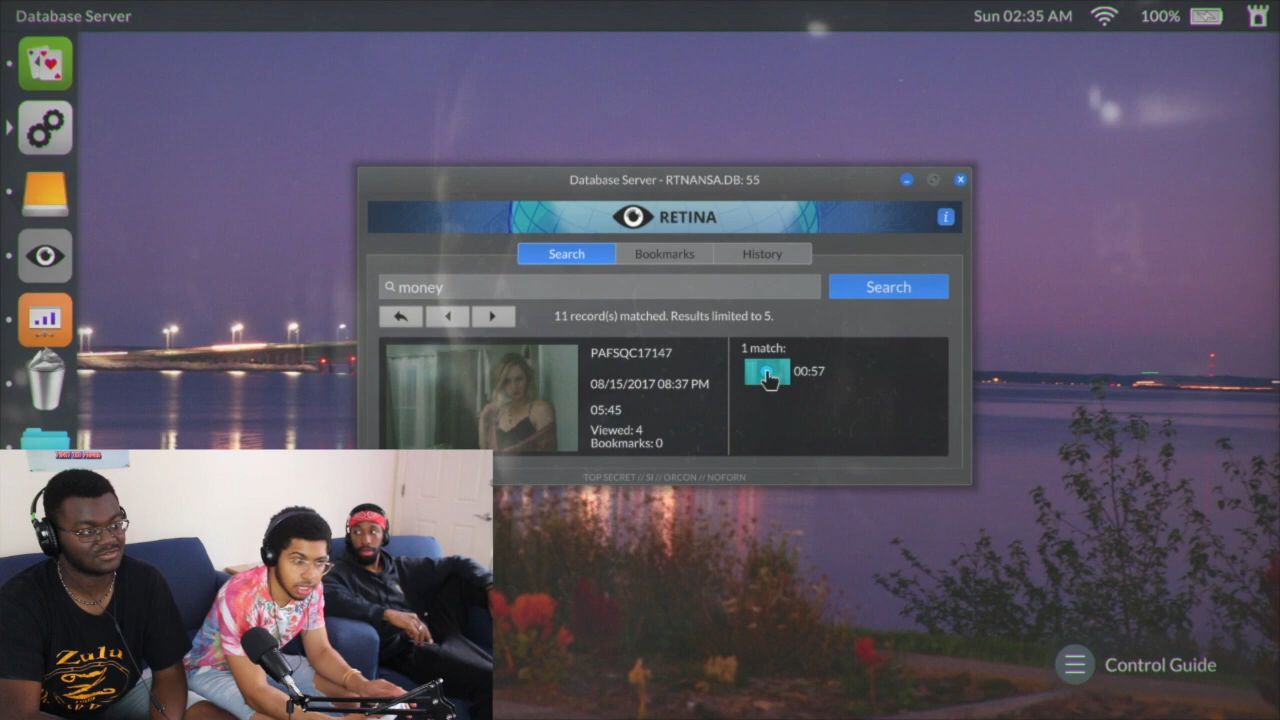 Database Server
Sun 02:35 AM
100%
Database Server - RTNANSA.DB: 55
RETINA
i
Search
Bookmarks
History
money
Search
11 record(s) matched. Results limited to 5.
PAFSQC17147
08/15/2017 08:37 PM
05:45
Viewed: 4
Bookmarks: 0
1 match:
00:57
TOP SECRET // SI // ORCON // NOFORN
Zulu
Control Guide